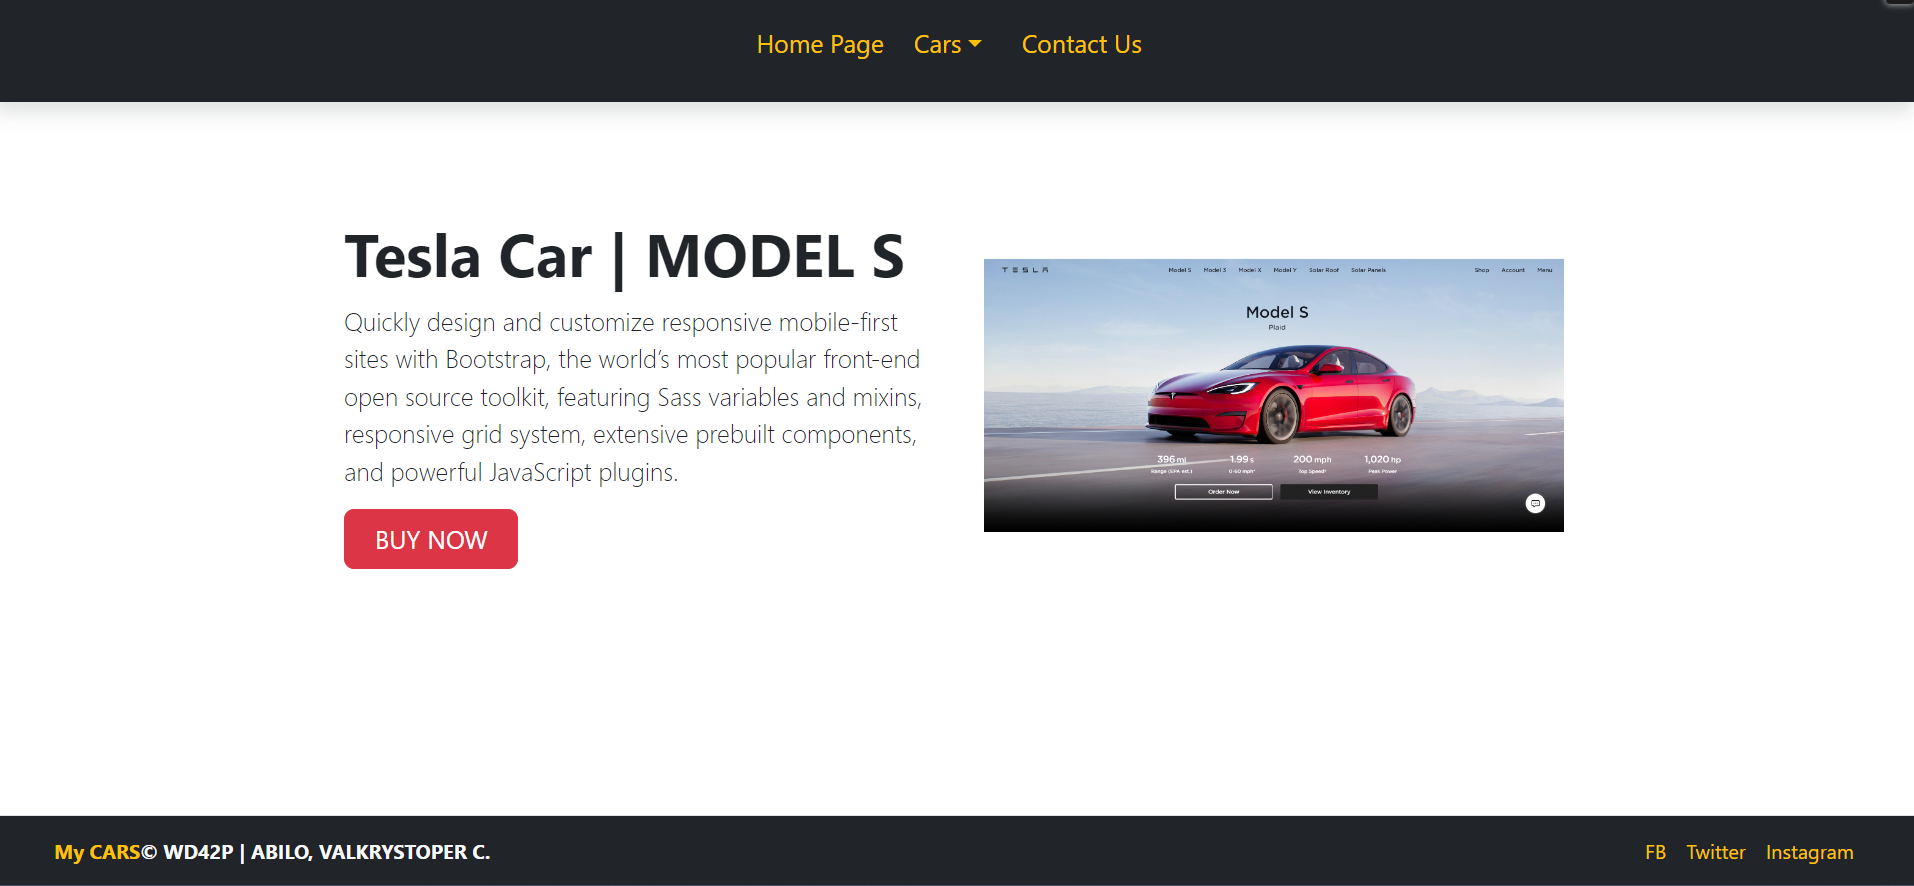 Home Page Cars Contact Us
Tesla Car | MODEL S
Quickly design and customize responsive mobile-first
sites with Bootstrap, the world’s most popular front-end
open source toolkit, featuring Sass variables and mixins,
responsive grid system, extensive prebuilt components,
and powerful JavaScript plugins.
BUY NOW
TESLA Model S Model 3 Model X Model Y Solar Roof Solar Panels Shop Account Menu
Model S
Plaid
396 mi 1.99 s 200 mph 1,020 hp
Range (EPA est.) 0-60 mph* Top Speed† Peak Power
Order Now View Inventory
My CARS© WD42P | ABILO, VALKRYSTOPER C.
FB Twitter Instagram